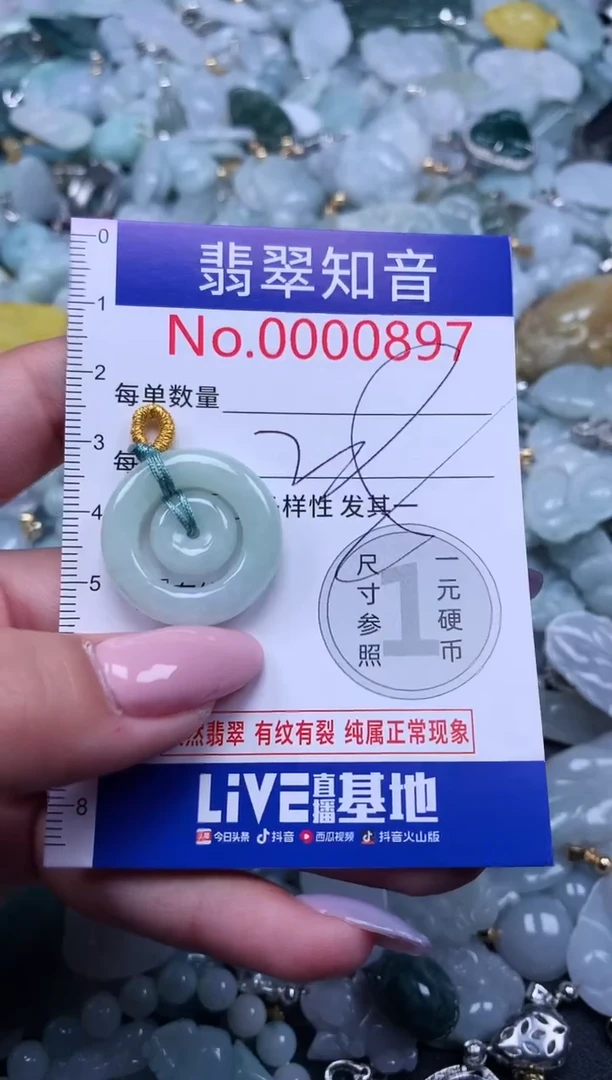 0
翡翠知音
No.0000897
1
2
每单数量
3
每
4
样性 发其一
尺寸参照
1
一元硬币
5
翡翠 有纹有裂 纯属正常现象
LiVE直播基地
8
今日头条 抖音 西瓜视频 抖音火山版